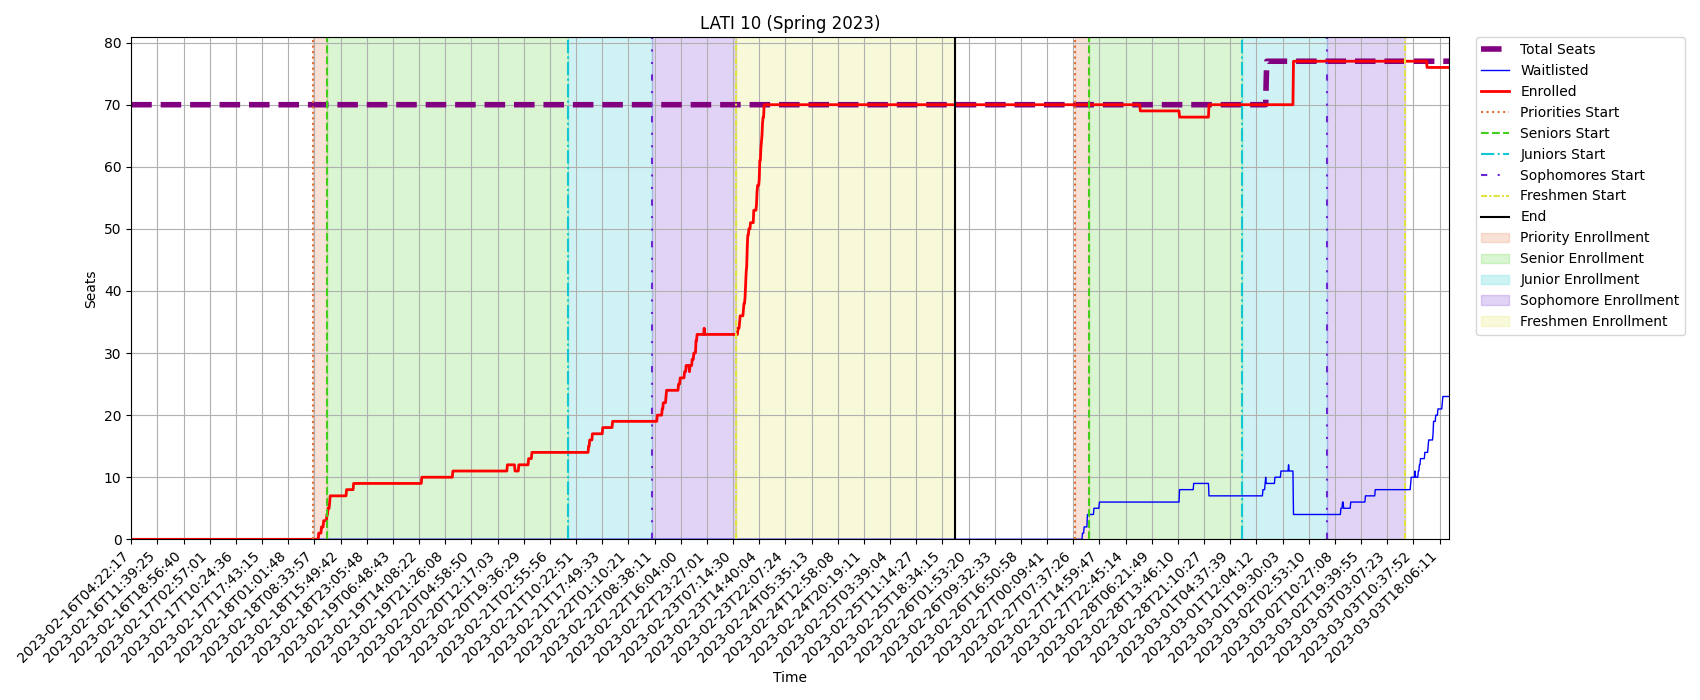 LATI 10 (Spring 2023)
80
70
60
50
40
30
20
10
0
Seats
2023-02-16T04:22:17
2023-02-16T11:39:25
2023-02-16T18:56:40
2023-02-17T02:57:01
2023-02-17T10:24:36
2023-02-17T17:43:15
2023-02-18T01:01:48
2023-02-18T08:33:57
2023-02-18T15:49:42
2023-02-18T23:05:48
2023-02-19T06:48:43
2023-02-19T14:08:22
2023-02-19T21:26:08
2023-02-20T04:58:50
2023-02-20T12:17:03
2023-02-20T19:36:29
2023-02-21T02:55:56
2023-02-21T10:22:51
2023-02-21T17:49:33
2023-02-22T01:10:21
2023-02-22T08:38:11
2023-02-22T16:04:00
2023-02-22T23:27:01
2023-02-23T07:14:30
2023-02-23T14:40:04
2023-02-23T22:07:24
2023-02-24T05:35:13
2023-02-24T12:58:08
2023-02-24T20:19:11
2023-02-25T03:39:04
2023-02-25T11:14:27
2023-02-25T18:34:15
2023-02-26T01:53:20
2023-02-26T09:32:33
2023-02-26T16:50:58
2023-02-27T00:09:41
2023-02-27T07:37:26
2023-02-27T14:59:47
2023-02-27T22:45:14
2023-02-28T06:21:49
2023-02-28T13:46:10
2023-02-28T21:10:27
2023-03-01T04:37:39
2023-03-01T12:04:12
2023-03-01T19:30:03
2023-03-02T02:53:10
2023-03-02T10:27:08
2023-03-02T19:39:55
2023-03-03T03:07:23
2023-03-03T10:37:52
2023-03-03T18:06:11
Time
Total Seats
Waitlisted
Enrolled
Priorities Start
Seniors Start
Juniors Start
Sophomores Start
Freshmen Start
End
Priority Enrollment
Senior Enrollment
Junior Enrollment
Sophomore Enrollment
Freshmen Enrollment